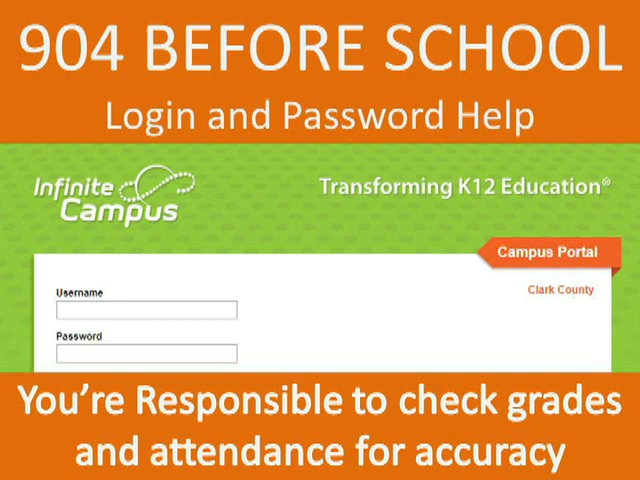 904 BEFORE SCHOOL
Login and Password Help
Infinite
Campus
Transforming K12 Education®
Campus Portal
Clark County
Username
Password
You're Responsible to check grades
and attendance for accuracy